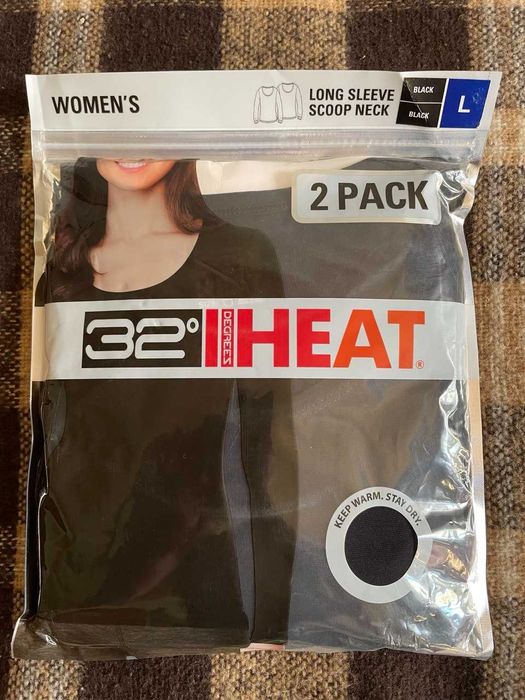 WOMEN'S
LONG SLEEVE
SCOOP NECK
BLACK
BLACK
L
2 PACK
32° DEGREES HEAT®
KEEP WARM. STAY DRY.